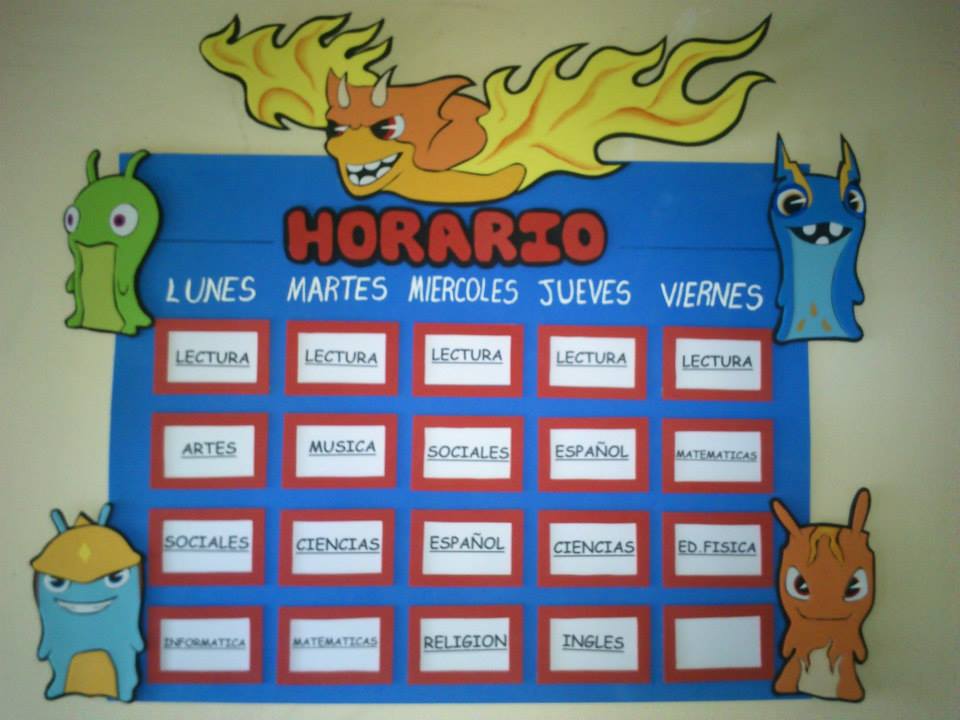 HORARIO
LUNES MARTES MIERCOLES JUEVES VIERNES
LECTURA LECTURA LECTURA LECTURA LECTURA
ARTES MUSICA SOCIALES ESPAÑOL MATEMATICAS
SOCIALES CIENCIAS ESPAÑOL CIENCIAS ED.FISICA
INFORMATICA MATEMATICAS RELIGION INGLES